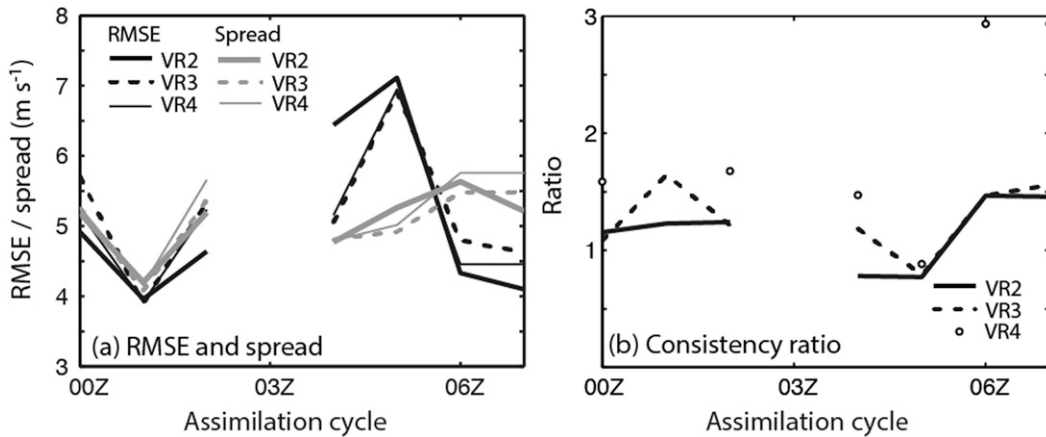 8
7
6
5
4
3
RMSE / spread (m s⁻¹)
RMSE Spread
VR2 VR2
VR3 VR3
VR4 VR4
(a) RMSE and spread
00Z 03Z 06Z
Assimilation cycle
3
2
1
0
Ratio
VR2
VR3
VR4
(b) Consistency ratio
00Z 03Z 06Z
Assimilation cycle